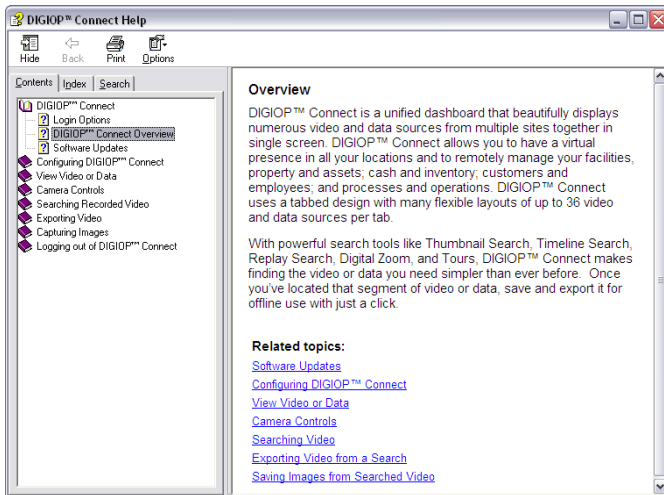 DIGIOP™ Connect Help
Hide Back Print Options
Contents Index Search
DIGIOP™ Connect
Login Options
DIGIOP™ Connect Overview
Software Updates
Configuring DIGIOP™ Connect
View Video or Data
Camera Controls
Searching Recorded Video
Exporting Video
Capturing Images
Logging out of DIGIOP™ Connect
Overview
DIGIOP™ Connect is a unified dashboard that beautifully displays
numerous video and data sources from multiple sites together in
single screen. DIGIOP™ Connect allows you to have a virtual
presence in all your locations and to remotely manage your facilities,
property and assets; cash and inventory; customers and
employees; and processes and operations. DIGIOP™ Connect
uses a tabbed design with many flexible layouts of up to 36 video
and data sources per tab.
With powerful search tools like Thumbnail Search, Timeline Search,
Replay Search, Digital Zoom, and Tours, DIGIOP™ Connect makes
finding the video or data you need simpler than ever before. Once
you've located that segment of video or data, save and export it for
offline use with just a click.
Related topics:
Software Updates
Configuring DIGIOP™ Connect
View Video or Data
Camera Controls
Searching Video
Exporting Video from a Search
Saving Images from Searched Video